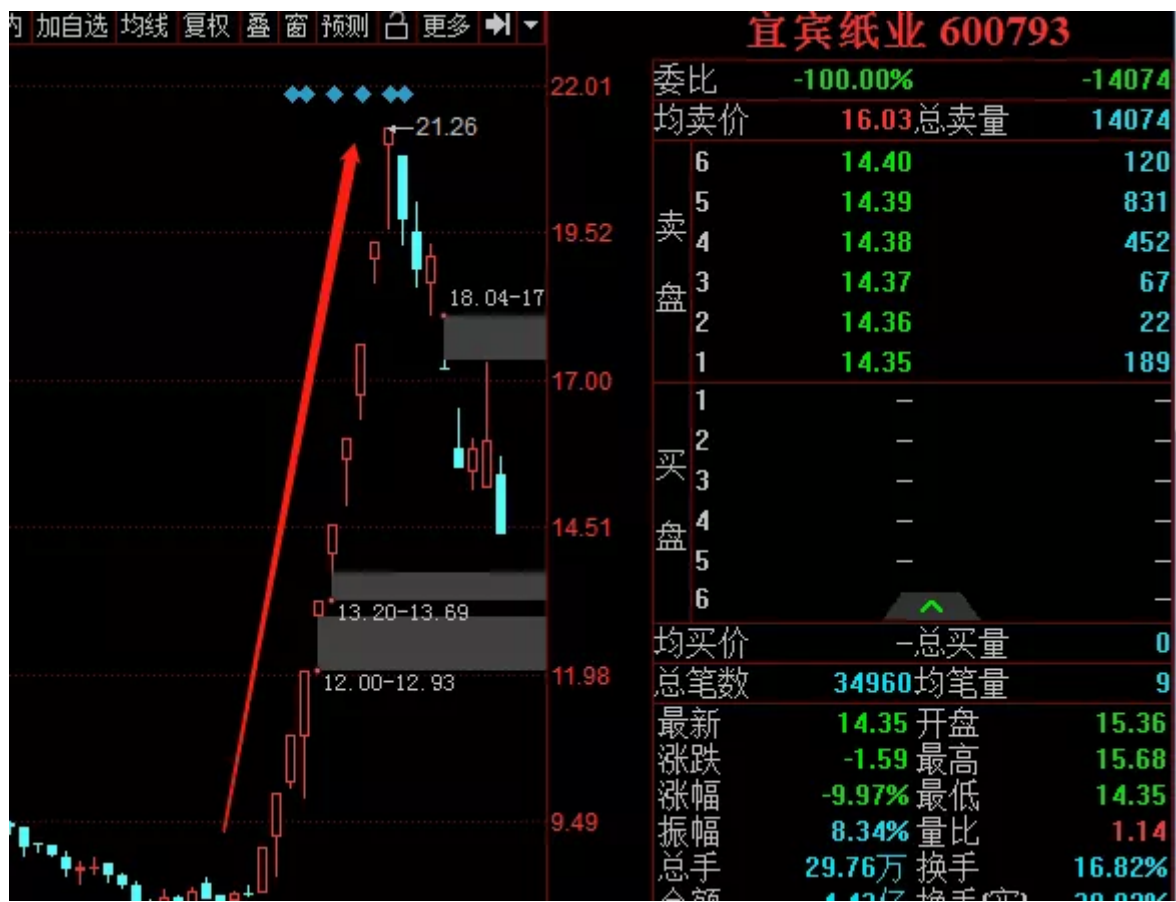 内 加自选 均线 复权 叠 窗 预测 更多
22.01
21.26
19.52
18.04-17
17.00
14.51
13.20-13.69
12.00-12.93
11.98
9.49
宜宾纸业 600793
委比 -100.00% -14074
均卖价 16.03 总卖量 14074
卖盘
6 14.40 120
5 14.39 831
4 14.38 452
3 14.37 67
2 14.36 22
1 14.35 189
买盘
1 — —
2 — —
3 — —
4 — —
5 — —
6 —
均买价 — 总买量 0
总笔数 34960 均笔量 9
最新 14.35 开盘 15.36
涨跌 -1.59 最高 15.68
涨幅 -9.97% 最低 14.35
振幅 8.34% 量比 1.14
总手 29.76万 换手 16.82%